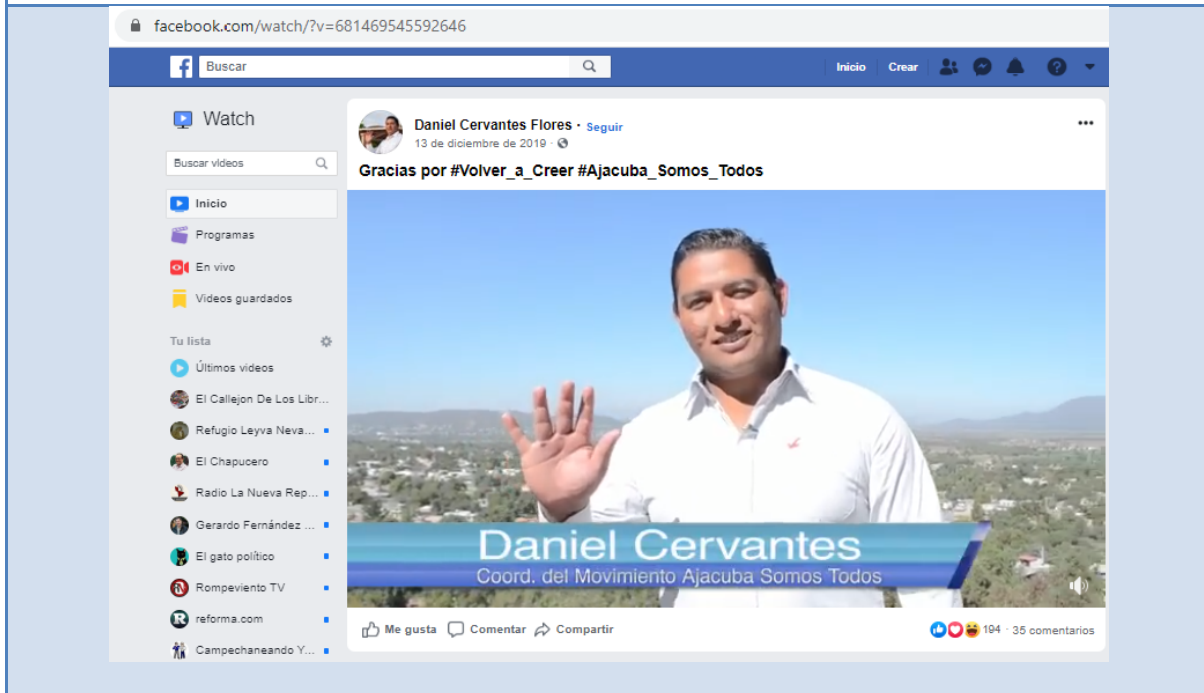 facebook.com/watch/?v=681469545592646
Buscar
Inicio
Crear
Watch
Buscar videos
Inicio
Programas
En vivo
Videos guardados
Tu lista
Últimos videos
El Callejon De Los Libr...
Refugio Leyva Neva...
El Chapucero
Radio La Nueva Rep...
Gerardo Fernández ...
El gato político
Rompeviento TV
reforma.com
Campechaneando Y...
Daniel Cervantes Flores · Seguir
13 de diciembre de 2019 ·
Gracias por #Volver_a_Creer #Ajacuba_Somos_Todos
Daniel Cervantes
Coord. del Movimiento Ajacuba Somos Todos
Me gusta Comentar Compartir
194 · 35 comentarios